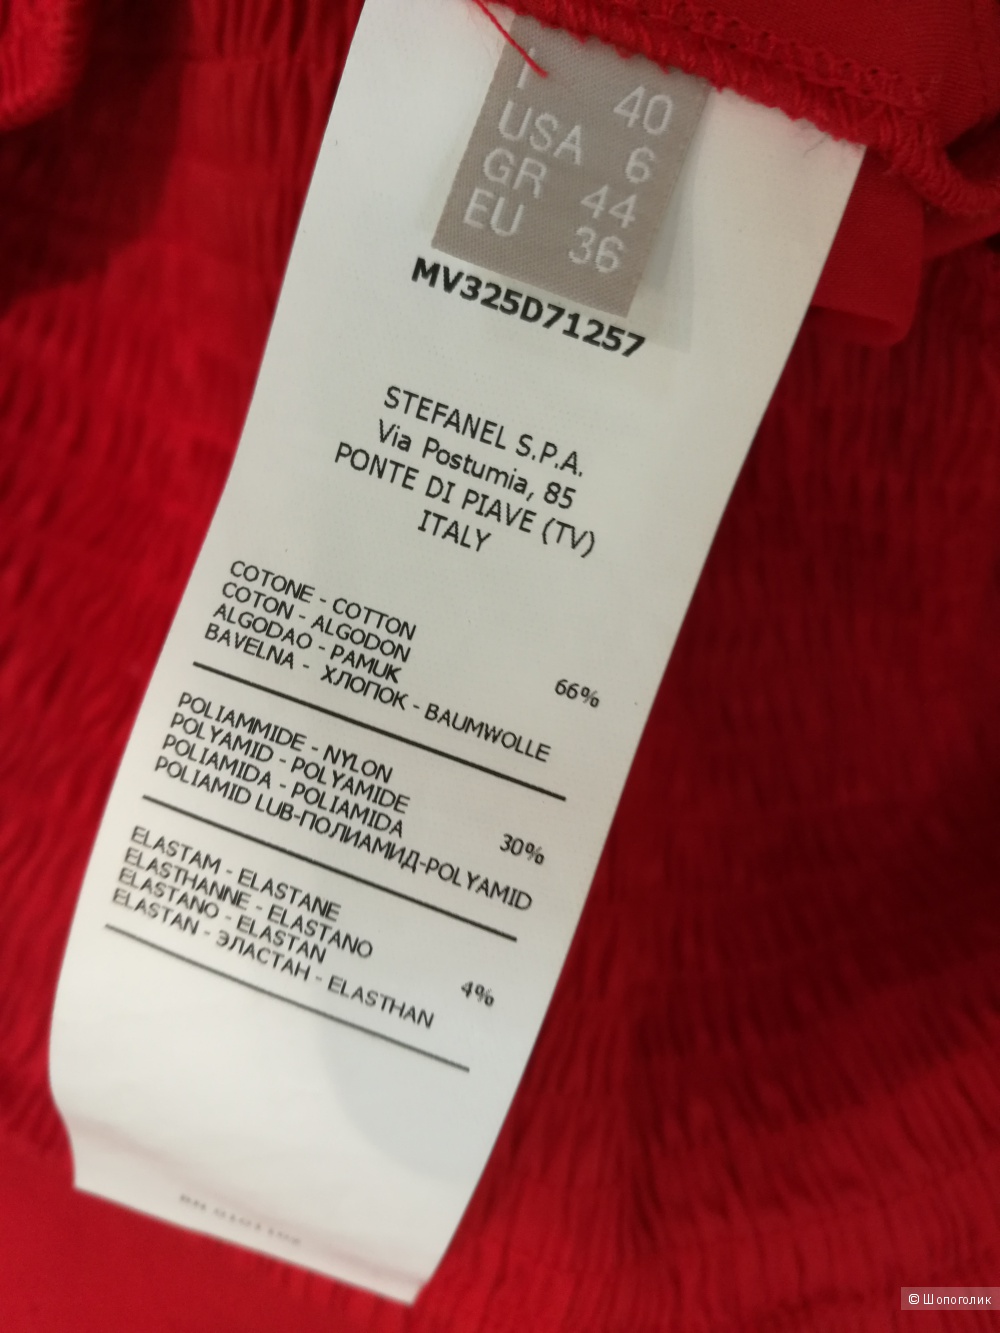 I 40
USA 6
GR 44
EU 36
MV325D71257
STEFANEL S.P.A.
Via Postumia, 85
PONTE DI PIAVE (TV)
ITALY
COTONE - COTTON
COTON - ALGODON
ALGODAO - PAMUK
BAVELNA - ХЛОПОК - BAUMWOLLE
66%
POLIAMMIDE - NYLON
POLYAMID - POLYAMIDE
POLIAMIDA - POLIAMIDA
POLIAMID LUB-ПОЛИАМИД-POLYAMID
30%
ELASTAM - ELASTANE
ELASTHANNE - ELASTANO
ELASTANO - ELASTAN
ELASTAN - ЭЛАСТАН - ELASTHAN
4%
© Шопоголик